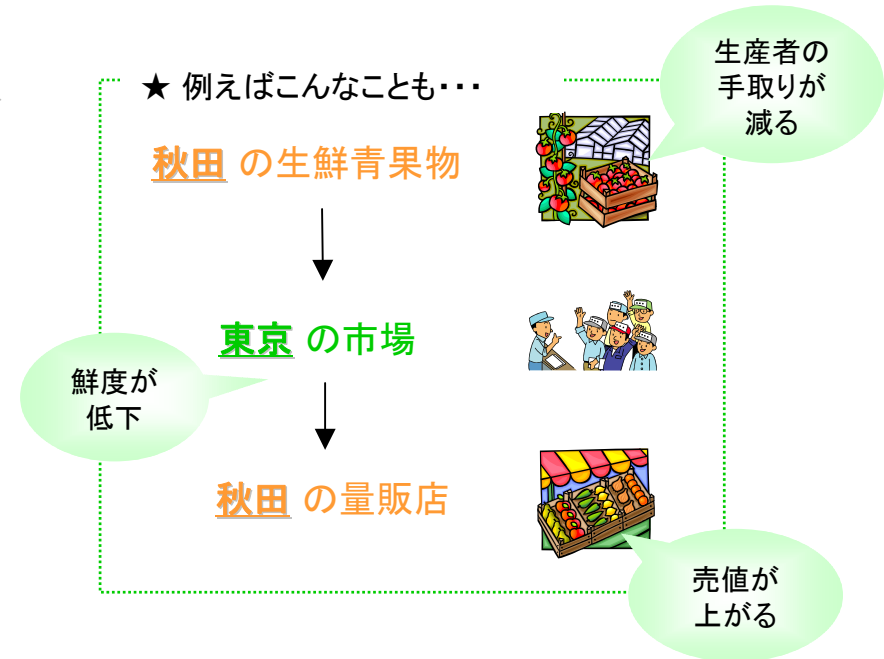 ★ 例えばこんなことも・・・
生産者の
手取りが
減る
秋田 の生鮮青果物
東京 の市場
鮮度が
低下
秋田 の量販店
売値が
上がる